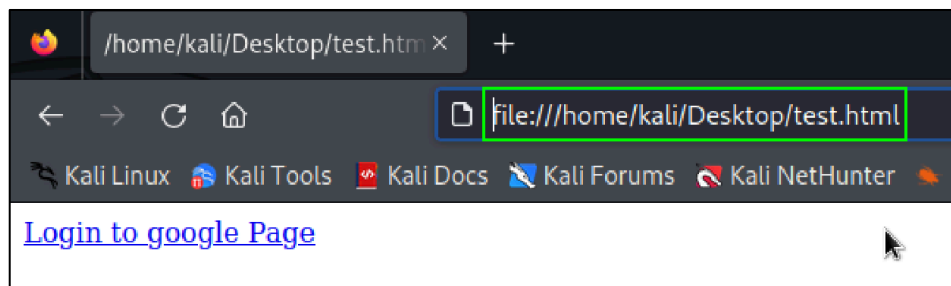 /home/kali/Desktop/test.htm
file:///home/kali/Desktop/test.html
Kali Linux Kali Tools Kali Docs Kali Forums Kali NetHunter
Login to google Page